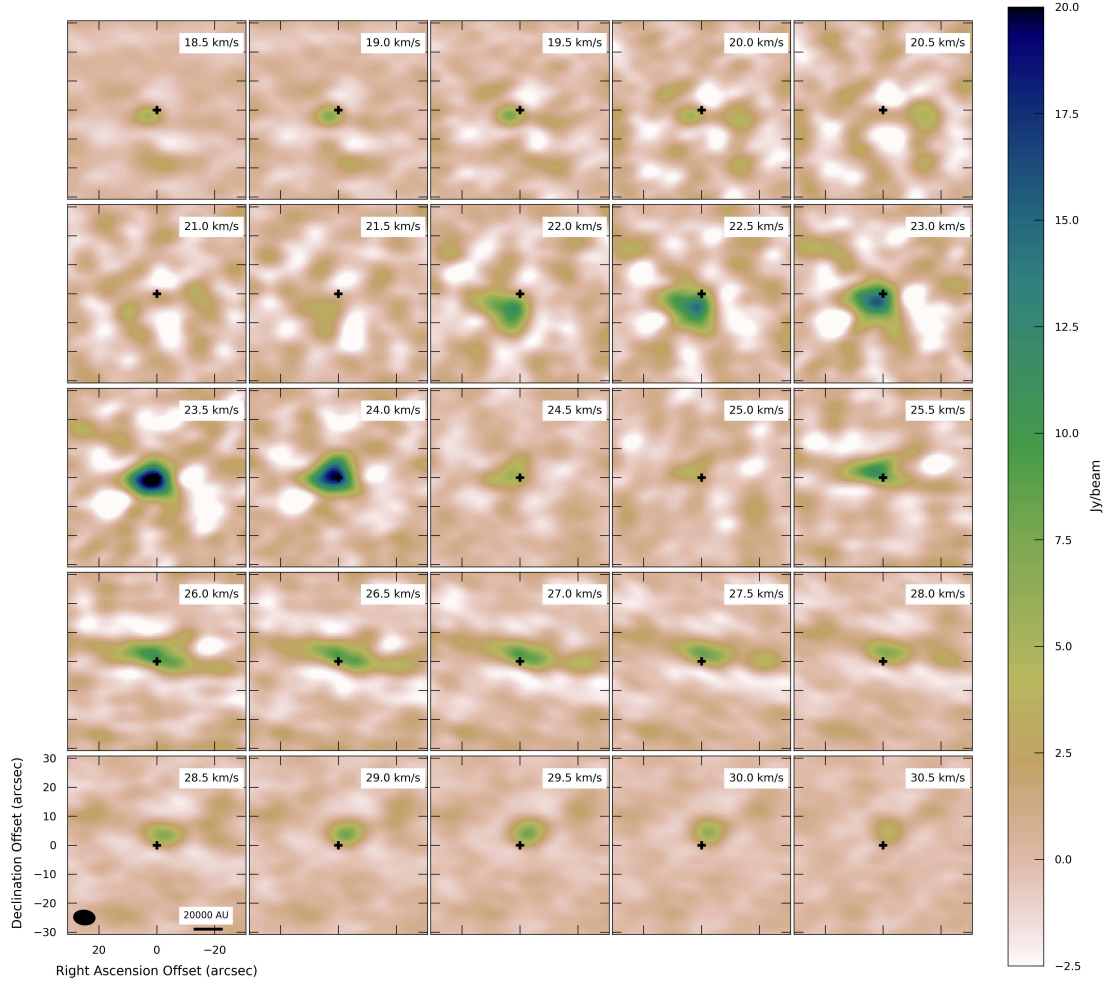 18.5 km/s
19.0 km/s
19.5 km/s
20.0 km/s
20.5 km/s
21.0 km/s
21.5 km/s
22.0 km/s
22.5 km/s
23.0 km/s
23.5 km/s
24.0 km/s
24.5 km/s
25.0 km/s
25.5 km/s
26.0 km/s
26.5 km/s
27.0 km/s
27.5 km/s
28.0 km/s
28.5 km/s
29.0 km/s
29.5 km/s
30.0 km/s
30.5 km/s
20000 AU
30
20
10
0
−10
−20
−30
Declination Offset (arcsec)
20
0
−20
Right Ascension Offset (arcsec)
20.0
17.5
15.0
12.5
10.0
7.5
5.0
2.5
0.0
−2.5
Jy/beam